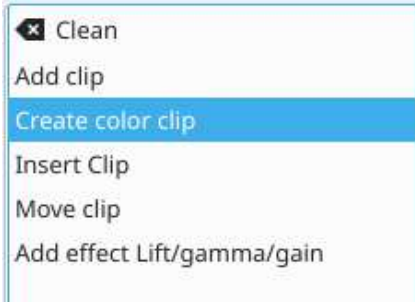 Clean
Add clip
Create color clip
Insert Clip
Move clip
Add effect Lift/gamma/gain